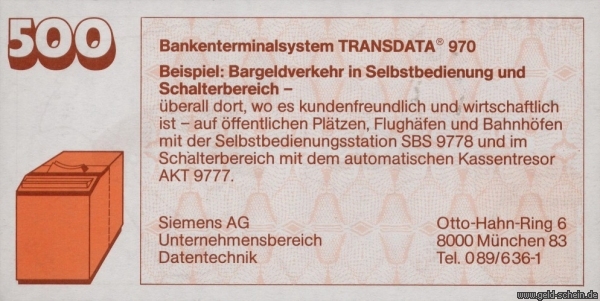 500
Bankenterminalsystem TRANSDATA® 970
Beispiel: Bargeldverkehr in Selbstbedienung und
Schalterbereich –
überall dort, wo es kundenfreundlich und wirtschaftlich
ist – auf öffentlichen Plätzen, Flughäfen und Bahnhöfen
mit der Selbstbedienungsstation SBS 9778 und im
Schalterbereich mit dem automatischen Kassentresor
AKT 9777.
Siemens AG
Unternehmensbereich
Datentechnik
Otto-Hahn-Ring 6
8000 München 83
Tel. 089/636-1
www.geld-schein.de